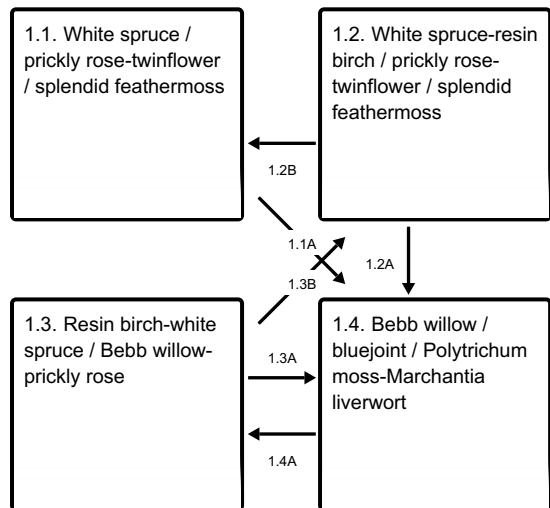 1.1. White spruce /
prickly rose-twinflower
/ splendid feathermoss
1.2. White spruce-resin
birch / prickly rose-
twinflower / splendid
feathermoss
1.2B
1.1A
1.2A
1.3B
1.3. Resin birch-white
spruce / Bebb willow-
prickly rose
1.3A
1.4A
1.4. Bebb willow /
bluejoint / Polytrichum
moss-Marchantia
liverwort